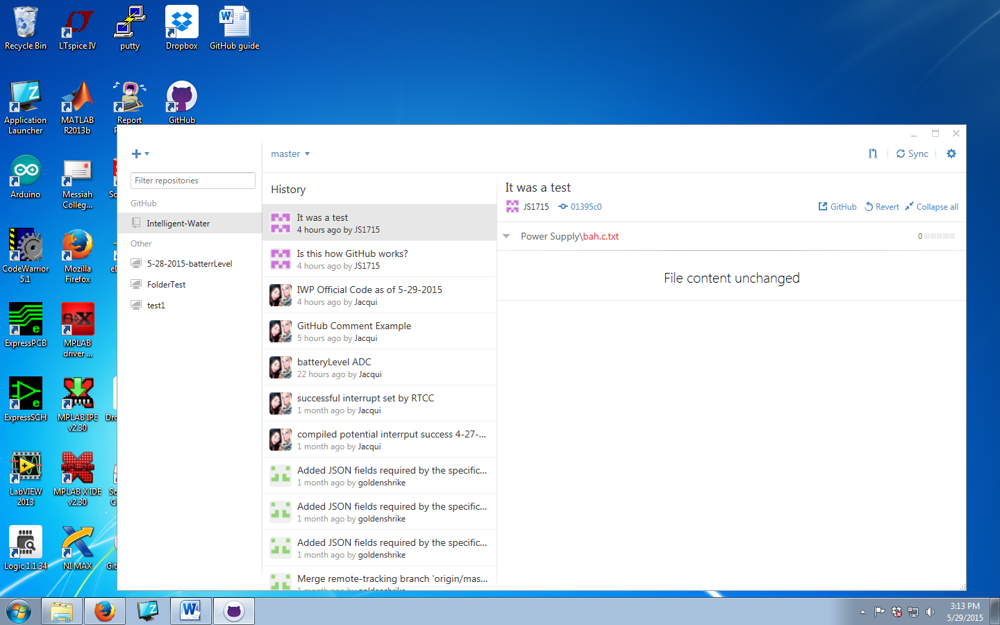 Recycle Bin
LTspice IV
putty
Dropbox
GitHub guide
Application
Launcher
MATLAB
R2013b
Report
GitHub
Arduino
Messiah
Colleg...
CodeWarrior
5.1
Mozilla
Firefox
ExpressPCB
MPLAB
driver ...
ExpressSCH
MPLAB IPE
v2.30
LabVIEW
2013
MPLAB X IDE
v2.30
Logic 1.1.34
NI MAX
master
Sync
Filter repositories
GitHub
Intelligent-Water
Other
5-28-2015-batterrLevel
FolderTest
test1
History
It was a test
4 hours ago by JS1715
Is this how GitHub works?
4 hours ago by JS1715
IWP Official Code as of 5-29-2015
4 hours ago by Jacqui
GitHub Comment Example
5 hours ago by Jacqui
batteryLevel ADC
22 hours ago by Jacqui
successful interrupt set by RTCC
1 month ago by Jacqui
compiled potential interrput success 4-27-...
1 month ago by Jacqui
Added JSON fields required by the specific...
1 month ago by goldenshrike
Added JSON fields required by the specific...
1 month ago by goldenshrike
Added JSON fields required by the specific...
1 month ago by goldenshrike
Merge remote-tracking branch 'origin/mas...
1 month ago by goldenshrike
It was a test
JS1715 01395c0
GitHub Revert Collapse all
Power Supply\bah.c.txt 0
File content unchanged
3:13 PM
5/29/2015